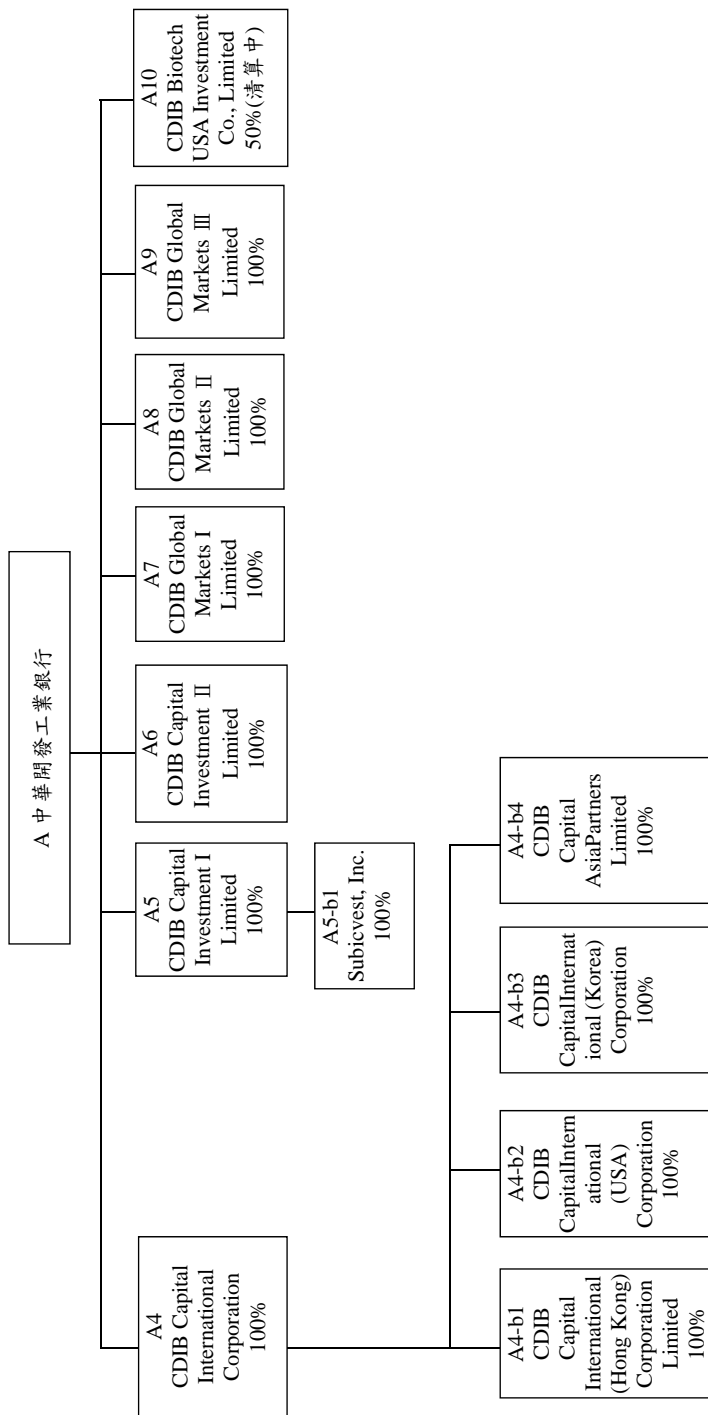 A 中華開發工業銀行
A4
CDIB Capital
International
Corporation
100%
A5
CDIB Capital
Investment I
Limited
100%
A6
CDIB Capital
Investment Ⅱ
Limited
100%
A7
CDIB Global
Markets I
Limited
100%
A8
CDIB Global
Markets Ⅱ
Limited
100%
A9
CDIB Global
Markets Ⅲ
Limited
100%
A10
CDIB Biotech
USA Investment
Co., Limited
50%(清算中)
A5-b1
Subicvest, Inc.
100%
A4-b1
CDIB
Capital
International
(Hong Kong)
Corporation
Limited
100%
A4-b2
CDIB
CapitalIntern
ational
(USA)
Corporation
100%
A4-b3
CDIB
CapitalInternat
ional (Korea)
Corporation
100%
A4-b4
CDIB
Capital
AsiaPartners
Limited
100%